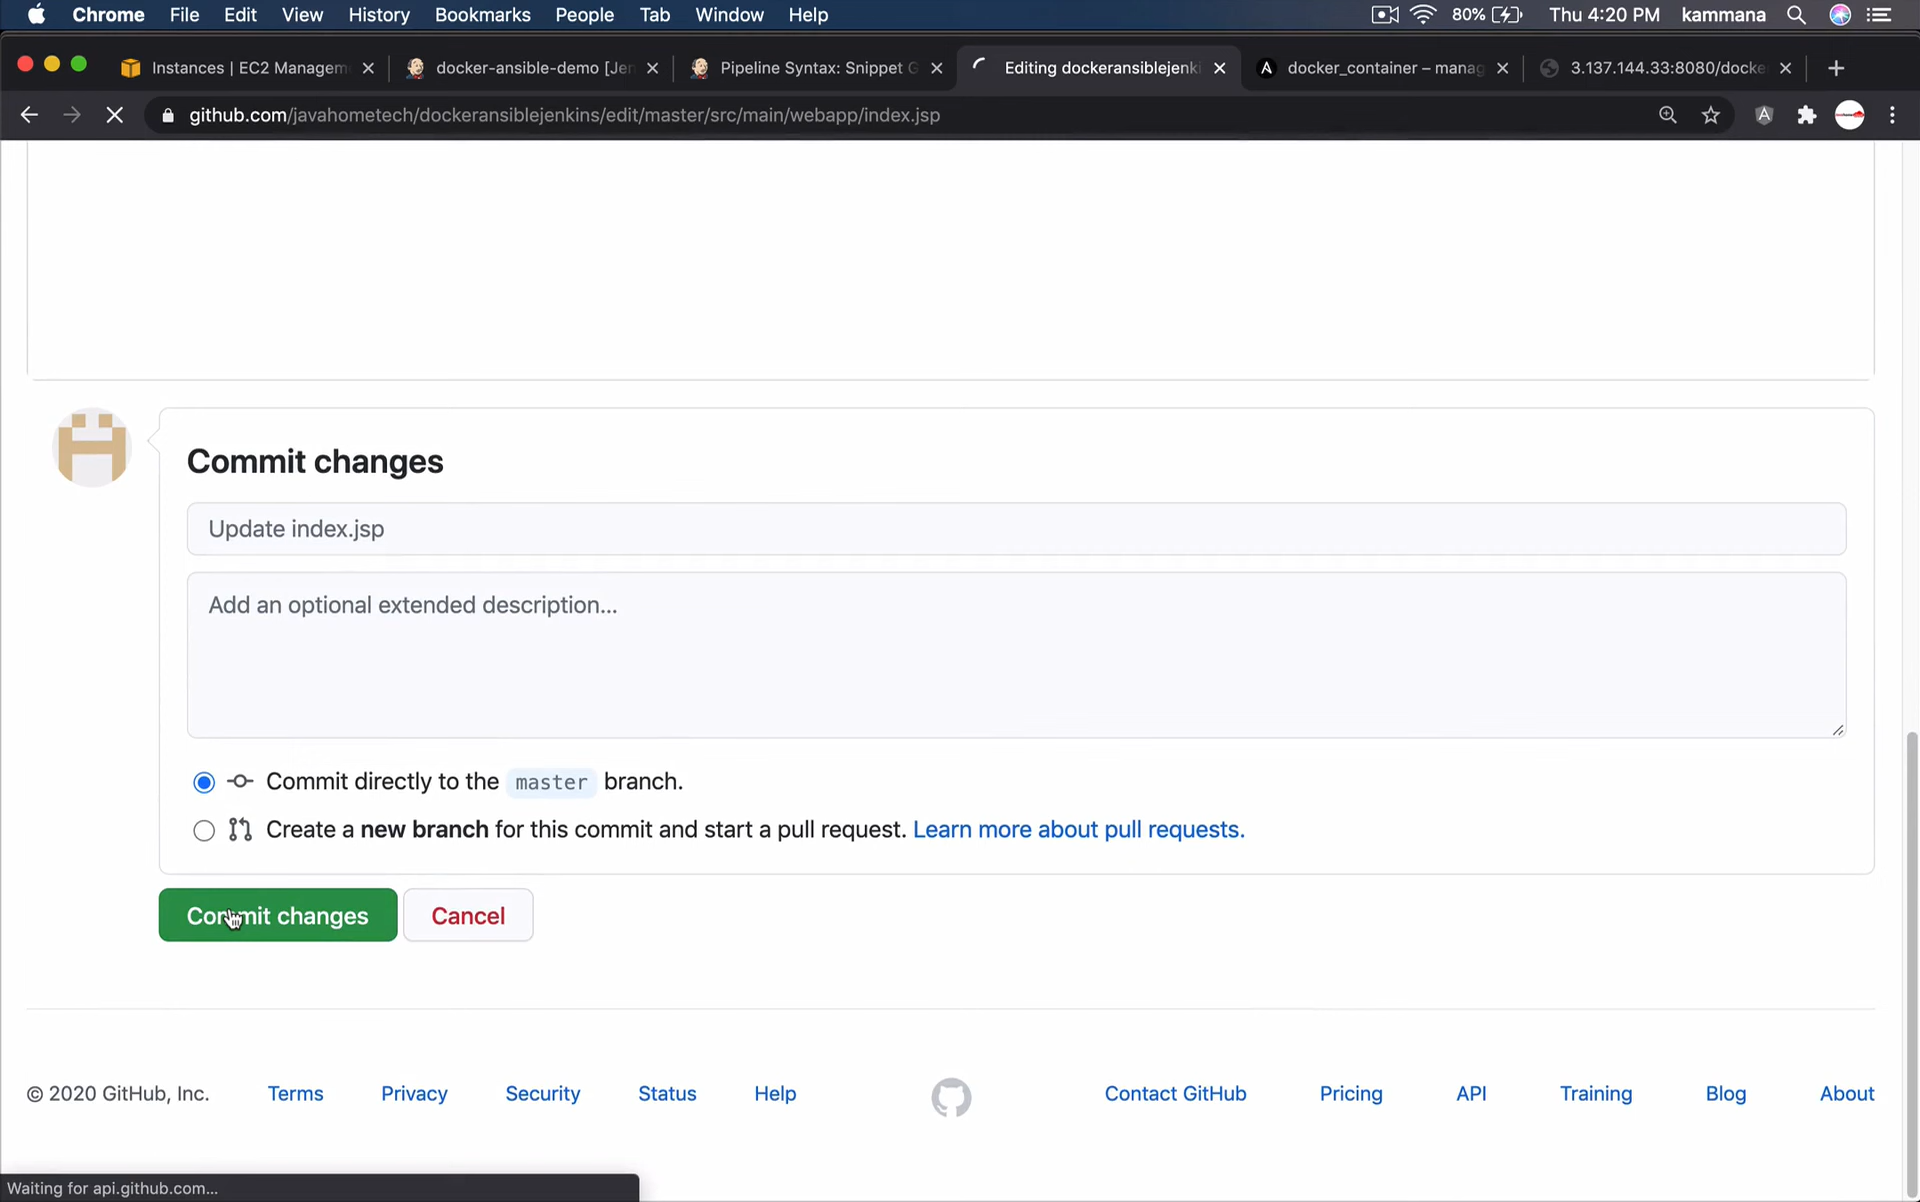 Chrome File Edit View History Bookmarks People Tab Window Help 80% Thu 4:20 PM kammana
Instances | EC2 Managem docker-ansible-demo [Jen Pipeline Syntax: Snippet G Editing dockeransiblejenki docker_container – manag 3.137.144.33:8080/docke
github.com/javahometech/dockeransiblejenkins/edit/master/src/main/webapp/index.jsp
Commit changes
Update index.jsp
Add an optional extended description...
Commit directly to the master branch.
Create a new branch for this commit and start a pull request. Learn more about pull requests.
Commit changes Cancel
© 2020 GitHub, Inc. Terms Privacy Security Status Help Contact GitHub Pricing API Training Blog About
Waiting for api.github.com...